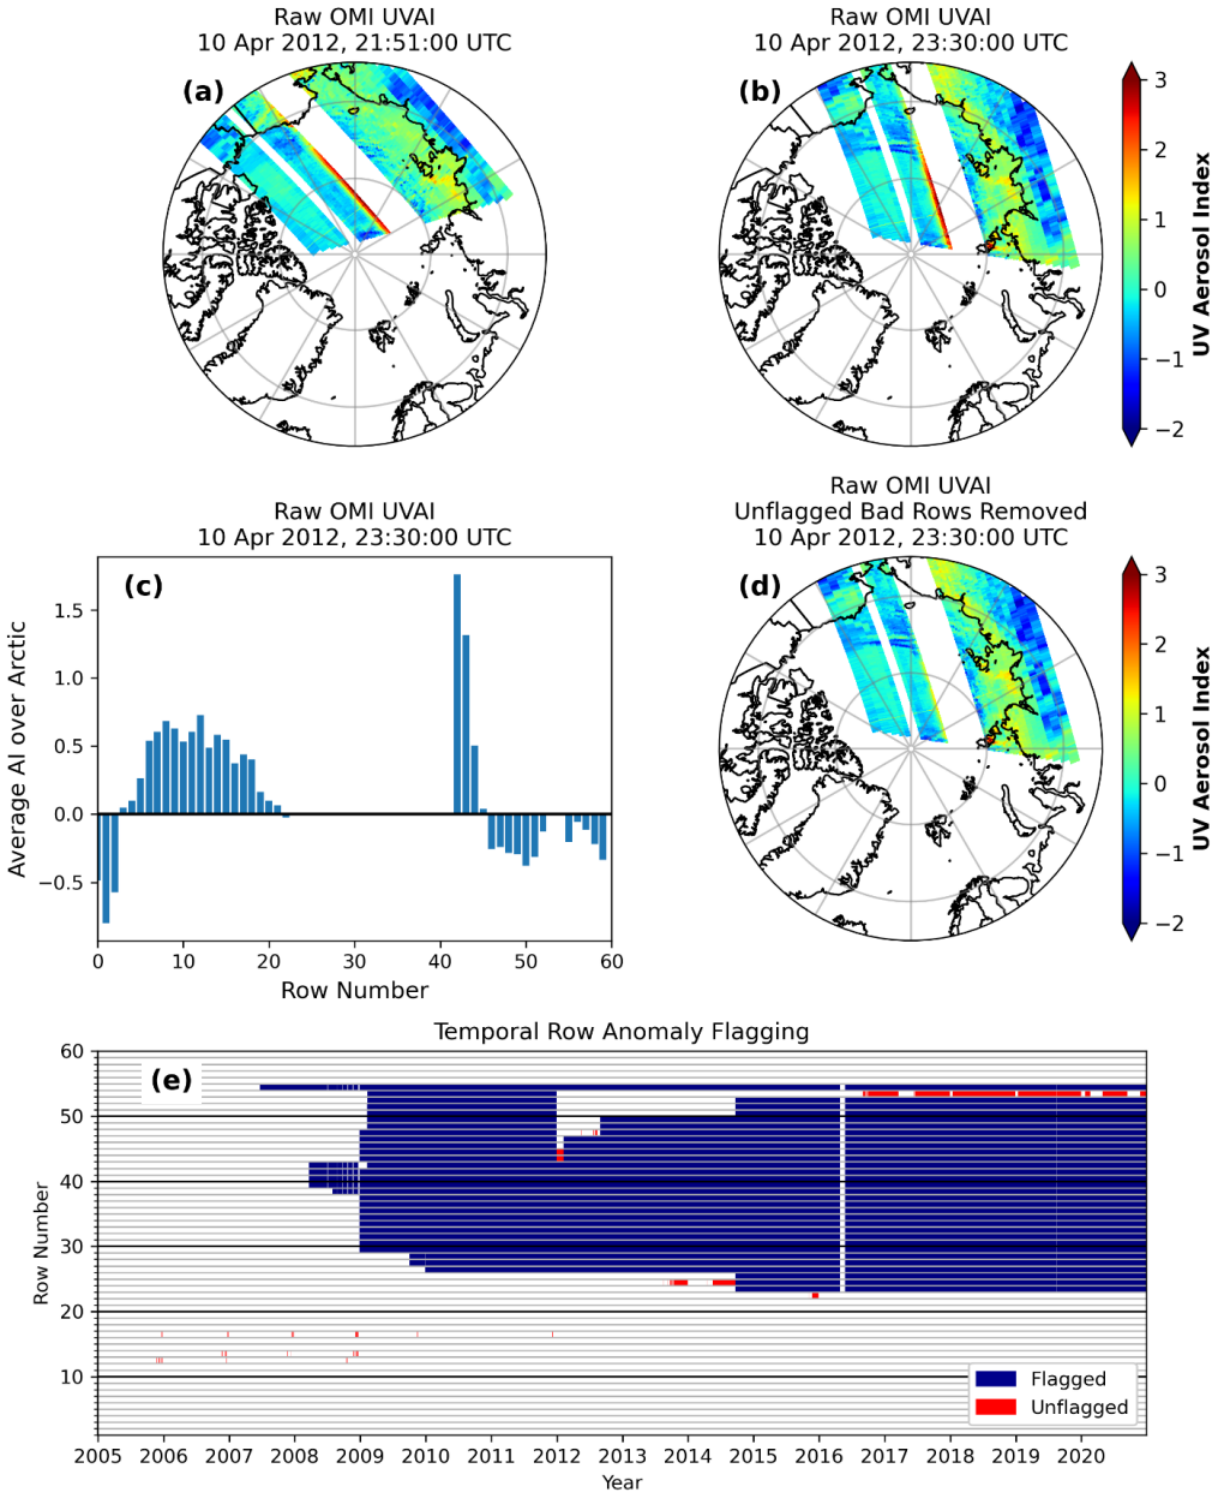 Raw OMI UVAI
10 Apr 2012, 21:51:00 UTC
(a)
Raw OMI UVAI
10 Apr 2012, 23:30:00 UTC
(b)
3
2
1
0
−1
−2
UV Aerosol Index
Raw OMI UVAI
10 Apr 2012, 23:30:00 UTC
(c)
1.5
1.0
0.5
0.0
−0.5
Average AI over Arctic
0 10 20 30 40 50 60
Row Number
Raw OMI UVAI
Unflagged Bad Rows Removed
10 Apr 2012, 23:30:00 UTC
(d)
3
2
1
0
−1
−2
UV Aerosol Index
Temporal Row Anomaly Flagging
(e)
60
50
40
30
20
10
Row Number
Flagged
Unflagged
2005 2006 2007 2008 2009 2010 2011 2012 2013 2014 2015 2016 2017 2018 2019 2020
Year